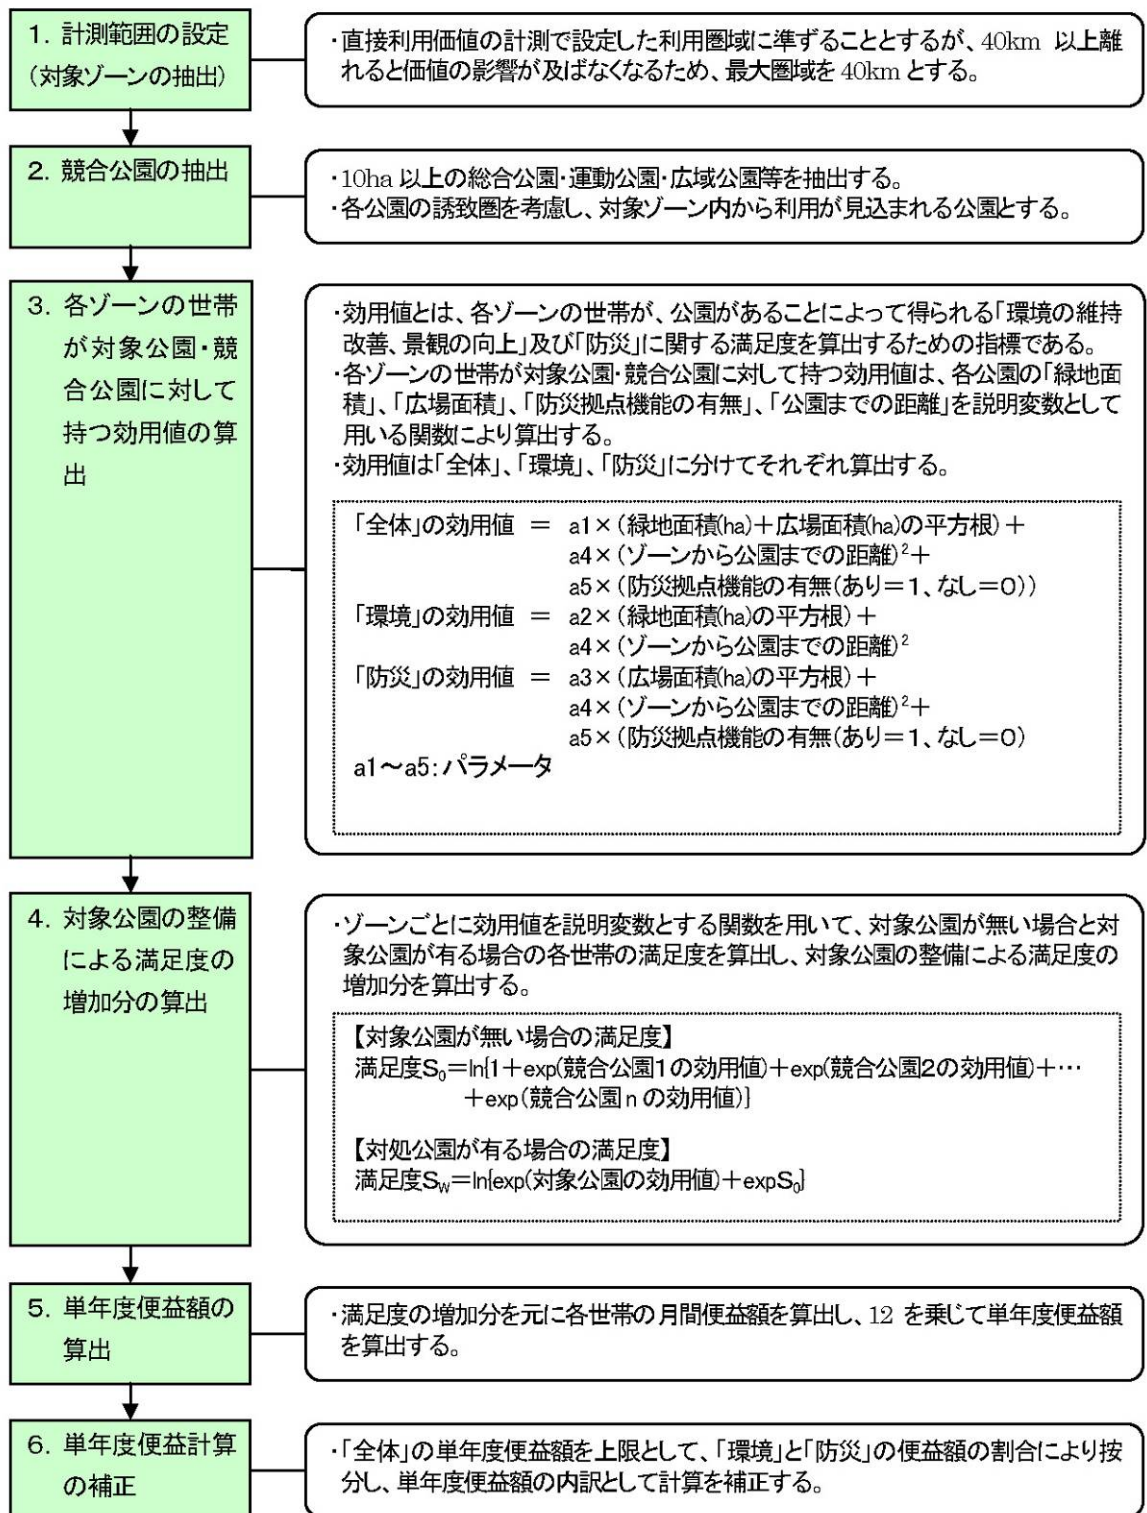 1. 計測範囲の設定
(対象ゾーンの抽出)
・直接利用価値の計測で設定した利用圏域に準ずることとするが、40km 以上離
れると価値の影響が及ばなくなるため、最大圏域を 40km とする。
2. 競合公園の抽出
・10ha 以上の総合公園・運動公園・広域公園等を抽出する。
・各公園の誘致圏を考慮し、対象ゾーン内から利用が見込まれる公園とする。
3. 各ゾーンの世帯
が対象公園・競
合公園に対して
持つ効用値の算
出
・効用値とは、各ゾーンの世帯が、公園があることによって得られる「環境の維持
改善、景観の向上」及び「防災」に関する満足度を算出するための指標である。
・各ゾーンの世帯が対象公園・競合公園に対して持つ効用値は、各公園の「緑地面
積」、「広場面積」、「防災拠点機能の有無」、「公園までの距離」を説明変数として
用いる関数により算出する。
・効用値は「全体」、「環境」、「防災」に分けてそれぞれ算出する。
「全体」の効用値 = a1×(緑地面積(ha)+広場面積(ha)の平方根)+
a4×(ゾーンから公園までの距離)²+
a5×(防災拠点機能の有無(あり=1、なし=0))
「環境」の効用値 = a2×(緑地面積(ha)の平方根)+
a4×(ゾーンから公園までの距離)²
「防災」の効用値 = a3×(広場面積(ha)の平方根)+
a4×(ゾーンから公園までの距離)²+
a5×(防災拠点機能の有無(あり=1、なし=0)
a1~a5:パラメータ
4. 対象公園の整備
による満足度の
増加分の算出
・ゾーンごとに効用値を説明変数とする関数を用いて、対象公園が無い場合と対
象公園が有る場合の各世帯の満足度を算出し、対象公園の整備による満足度の
増加分を算出する。
【対象公園が無い場合の満足度】
満足度S₀=ln{1+exp(競合公園1の効用値)+exp(競合公園2の効用値)+…
+exp(競合公園nの効用値)}
【対処公園が有る場合の満足度】
満足度Sw=ln{exp(対象公園の効用値)+expS₀}
5. 単年度便益額の
算出
・満足度の増加分を元に各世帯の月間便益額を算出し、12 を乗じて単年度便益額
を算出する。
6. 単年度便益計算
の補正
・「全体」の単年度便益額を上限として、「環境」と「防災」の便益額の割合により按
分し、単年度便益額の内訳として計算を補正する。